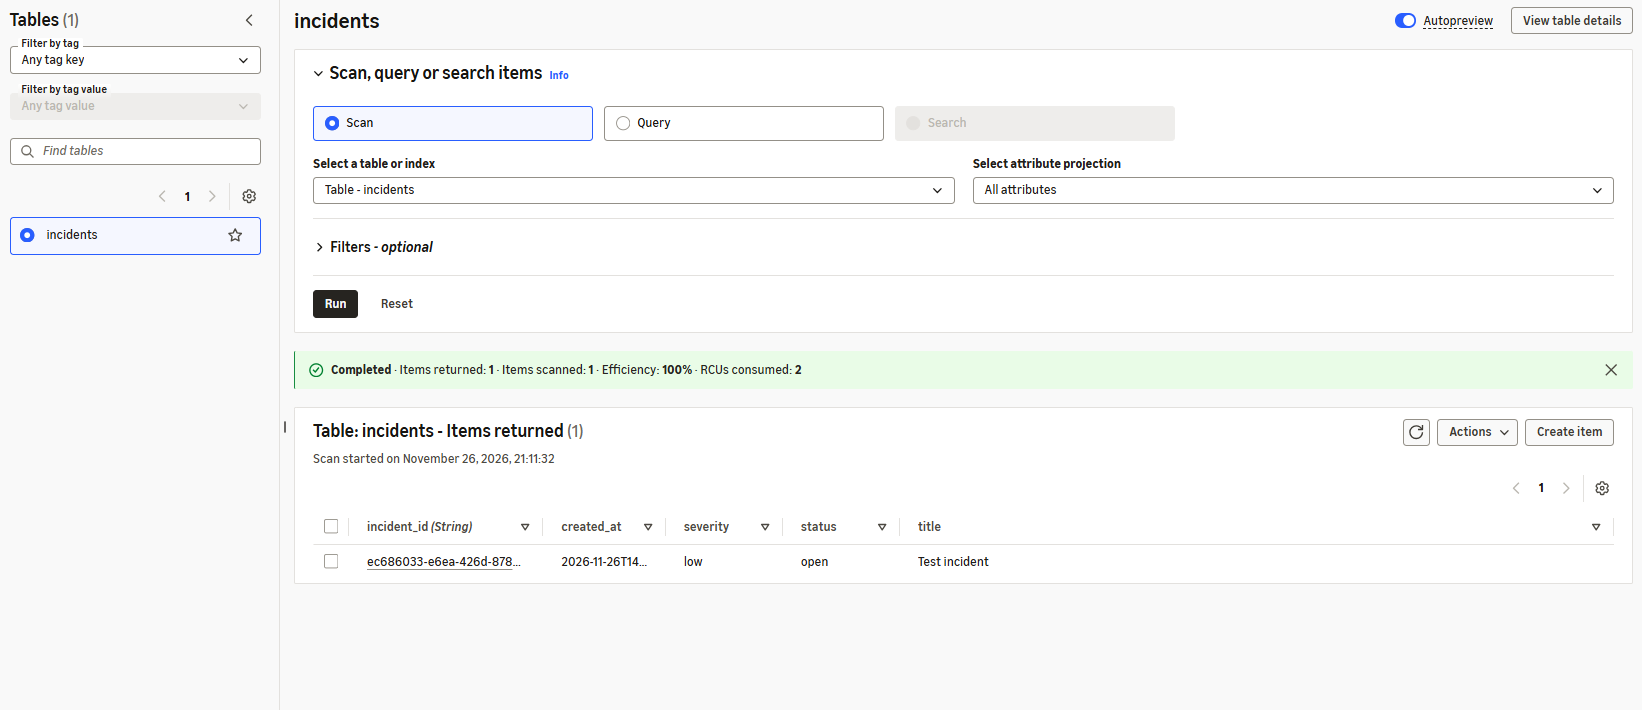 Tables (1)
Filter by tag
Any tag key
Filter by tag value
Any tag value
Find tables
1
incidents
incidents
Autopreview
View table details
Scan, query or search items Info
Scan
Query
Search
Select a table or index
Select attribute projection
Table - incidents
All attributes
Filters - optional
Run
Reset
Completed · Items returned: 1 · Items scanned: 1 · Efficiency: 100% · RCUs consumed: 2
Table: incidents - Items returned (1)
Actions
Create item
Scan started on November 26, 2026, 21:11:32
1
incident_id (String) created_at severity status title
ec686033-e6ea-426d-878... 2026-11-26T14... low open Test incident